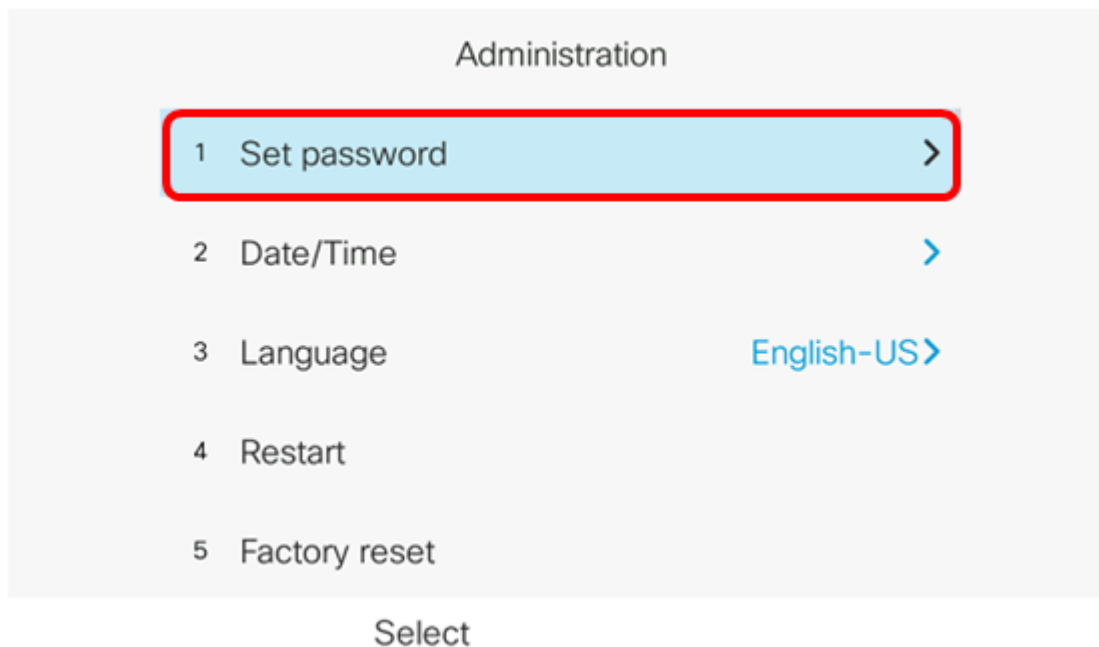 Administration
1 Set password
2 Date/Time
3 Language English-US
4 Restart
5 Factory reset
Select